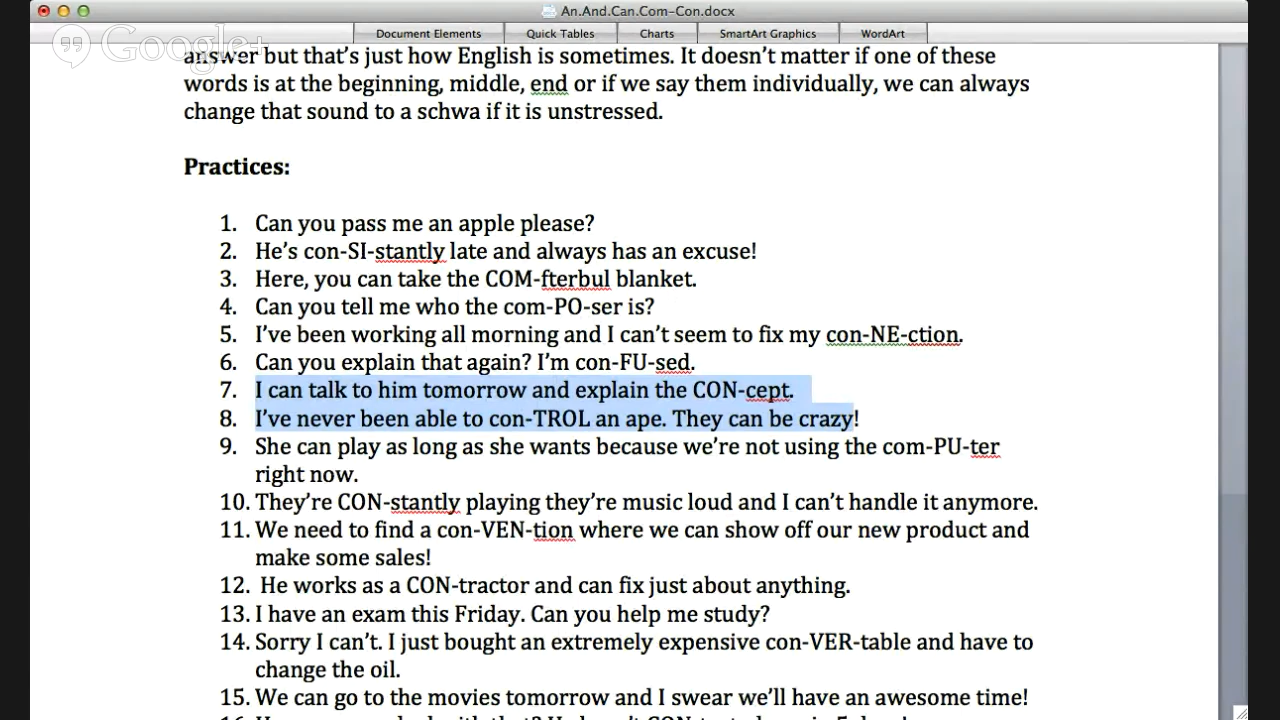 An.And.Can.Com-Con.docx
Google+
Document Elements Quick Tables Charts SmartArt Graphics WordArt
answer but that's just how English is sometimes. It doesn't matter if one of these
words is at the beginning, middle, end or if we say them individually, we can always
change that sound to a schwa if it is unstressed.
Practices:
1. Can you pass me an apple please?
2. He's con-SI-stantly late and always has an excuse!
3. Here, you can take the COM-fterbul blanket.
4. Can you tell me who the com-PO-ser is?
5. I've been working all morning and I can't seem to fix my con-NE-ction.
6. Can you explain that again? I'm con-FU-sed.
7. I can talk to him tomorrow and explain the CON-cept.
8. I've never been able to con-TROL an ape. They can be crazy!
9. She can play as long as she wants because we're not using the com-PU-ter
right now.
10. They're CON-stantly playing they're music loud and I can't handle it anymore.
11. We need to find a con-VEN-tion where we can show off our new product and
make some sales!
12. He works as a CON-tractor and can fix just about anything.
13. I have an exam this Friday. Can you help me study?
14. Sorry I can't. I just bought an extremely expensive con-VER-table and have to
change the oil.
15. We can go to the movies tomorrow and I swear we'll have an awesome time!